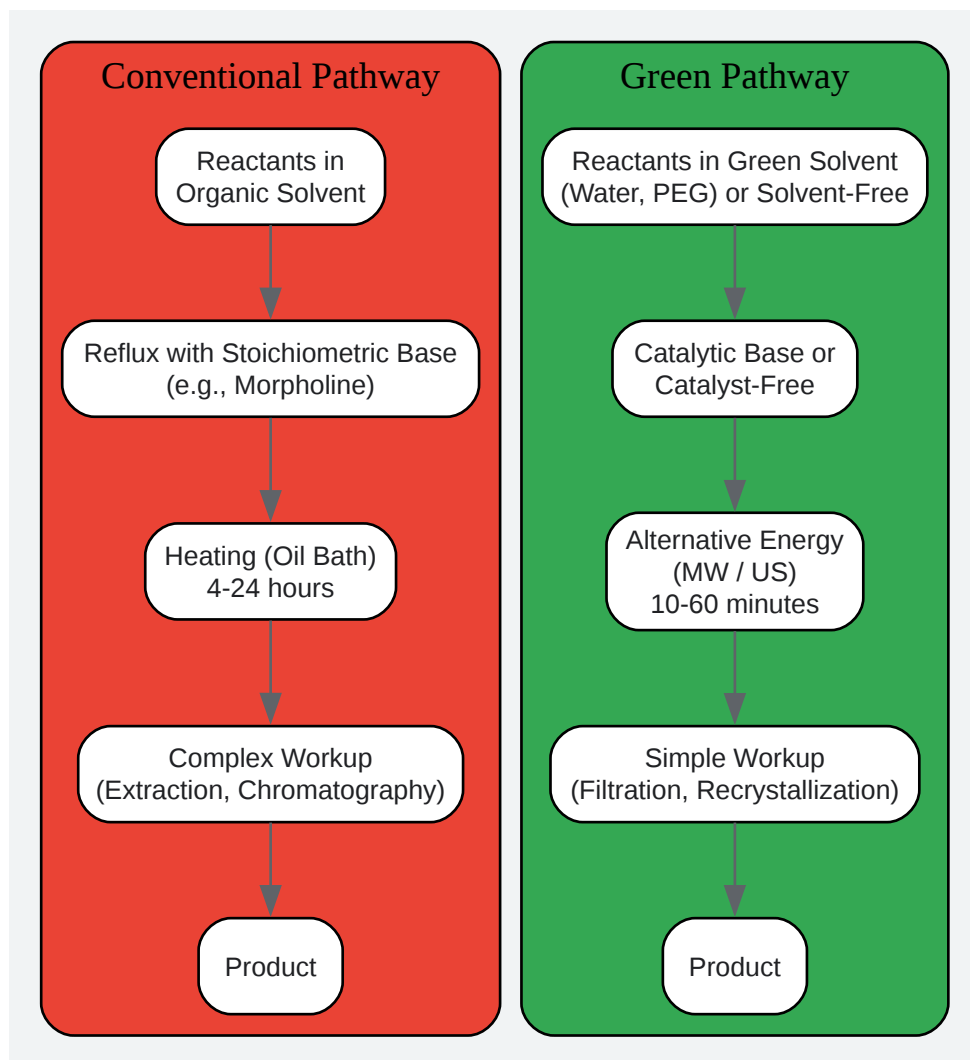 Conventional Pathway
Reactants in
Organic Solvent
Reflux with Stoichiometric Base
(e.g., Morpholine)
Heating (Oil Bath)
4-24 hours
Complex Workup
(Extraction, Chromatography)
Product
Green Pathway
Reactants in Green Solvent
(Water, PEG) or Solvent-Free
Catalytic Base or
Catalyst-Free
Alternative Energy
(MW / US)
10-60 minutes
Simple Workup
(Filtration, Recrystallization)
Product